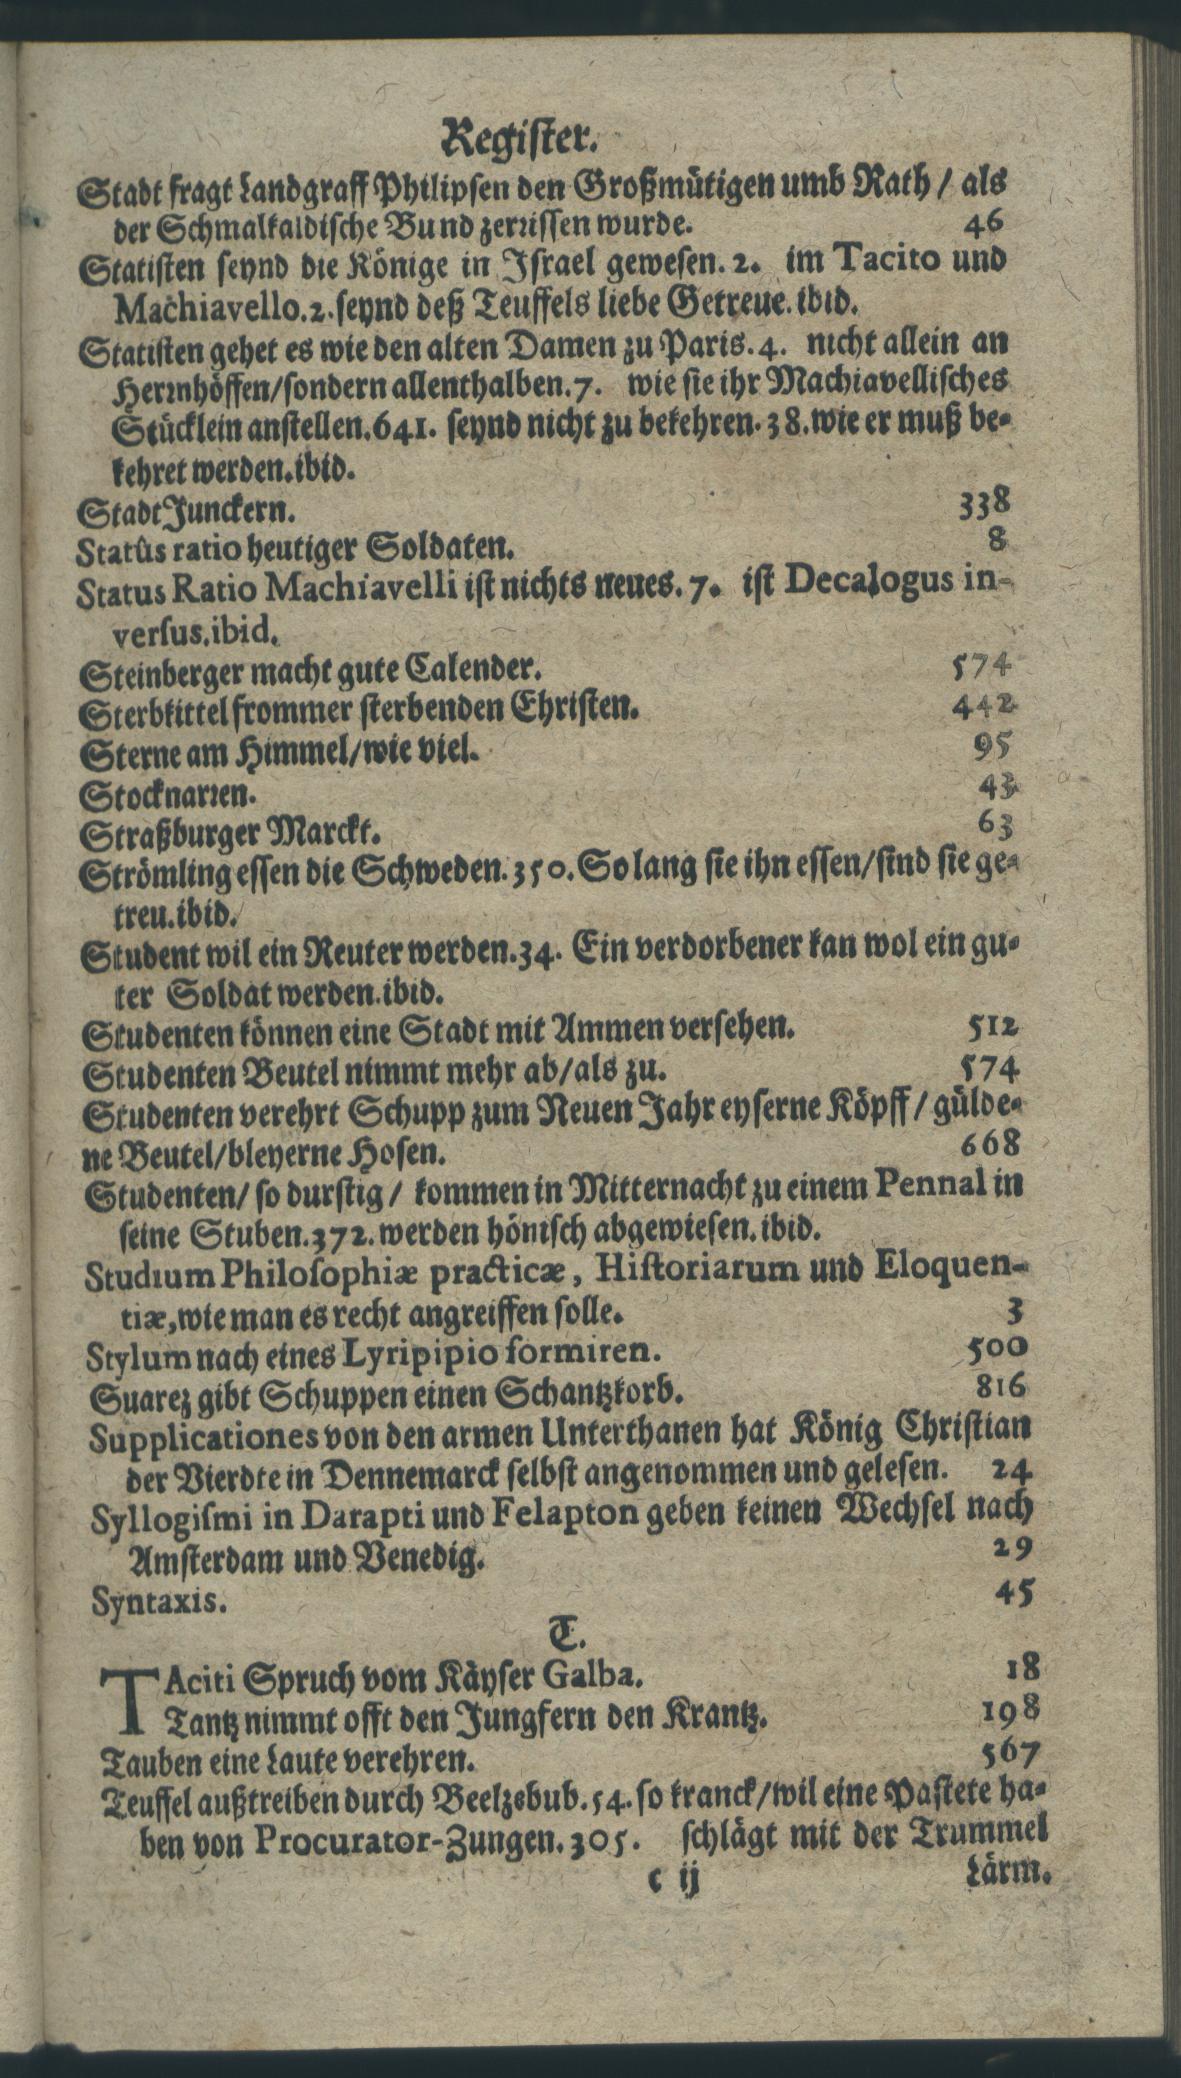 Register.
Stadt fragt Landgraff Philipsen den Großmütigen umb Rath / als
der Schmalkaldische Bund zerrissen wurde. 46
Statisten seynd die Könige in Israel gewesen. 2. im Tacito und
Machiavello. 2. seynd deß Teuffels liebe Getreue. ibid.
Statisten gehet es wie den alten Damen zu Paris. 4. nicht allein an
Herrnhöffen/sondern allenthalben. 7. wie sie ihr Machiavellisches
Stücklein anstellen. 641. seynd nicht zu bekehren. 38. wie er muß be-
kehret werden. ibid.
Stadt Junckern. 338
Statûs ratio heutiger Soldaten. 8
Status Ratio Machiavelli ist nichts neues. 7. ist Decalogus in-
versus. ibid.
Steinberger macht gute Calender. 574
Sterbkittel frommer sterbenden Christen. 442
Sterne am Himmel/wie viel. 95
Stocknarren. 43
Straßburger Marckt. 63
Strömling essen die Schweden. 350. So lang sie ihn essen/sind sie ge-
treu. ibid.
Student wil ein Reuter werden. 34. Ein verdorbener kan wol ein gu-
ter Soldat werden. ibid.
Studenten können eine Stadt mit Ammen versehen. 512
Studenten Beutel nimmt mehr ab/als zu. 574
Studenten verehrt Schupp zum Neuen Jahr eyserne Köpff / gülde-
ne Beutel/bleyerne Hosen. 668
Studenten/ so durstig / kommen in Mitternacht zu einem Pennal in
seine Stuben. 372. werden hönisch abgewiesen. ibid.
Studium Philosophiæ practicæ, Historiarum und Eloquen-
tiæ, wie man es recht angreiffen solle. 3
Stylum nach eines Lyripipio formiren. 500
Suarez gibt Schuppen einen Schantzkorb. 816
Supplicationes von den armen Unterthanen hat König Christian
der Vierdte in Dennemarck selbst angenommen und gelesen. 24
Syllogismi in Darapti und Felapton geben keinen Wechsel nach
Amsterdam und Venedig. 29
Syntaxis. 45
T.
TAciti Spruch vom Käyser Galba. 18
Tantz nimmt offt den Jungfern den Krantz. 198
Tauben eine Laute verehren. 567
Teuffel außtreiben durch Beelzebub. 54. so kranck/wil eine Pastete ha-
ben von Procurator-Zungen. 305. schlägt mit der Trummel
c ij Lärm.